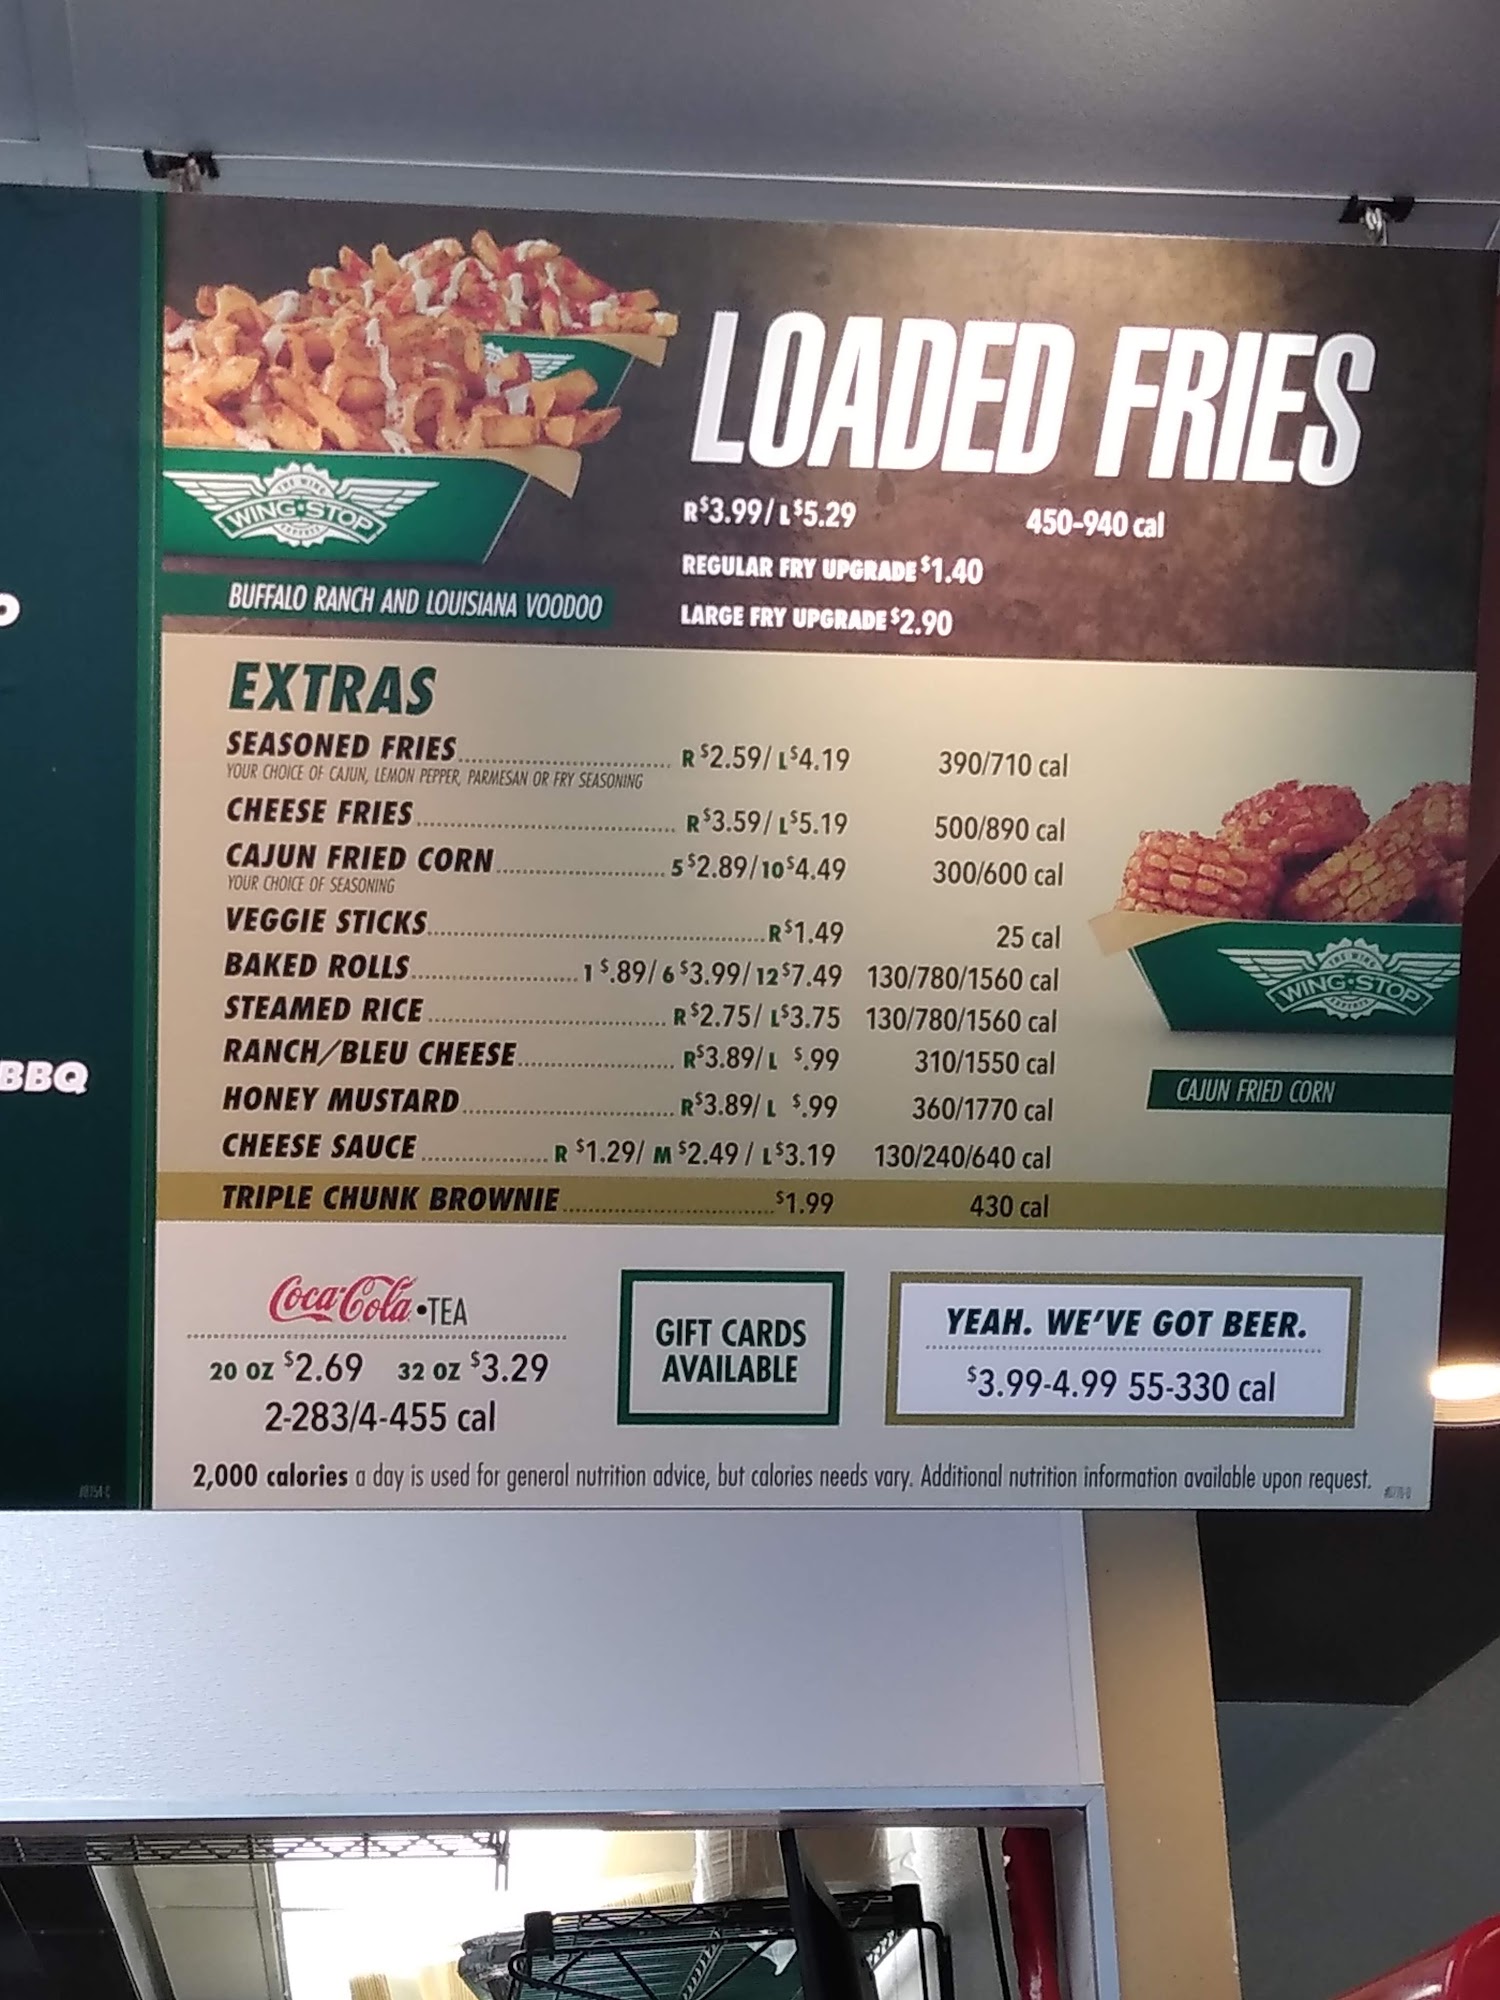 LOADED FRIES
THE WING
WING·STOP
EXPERTS
R $3.99/L $5.29 450-940 cal
REGULAR FRY UPGRADE $1.40
LARGE FRY UPGRADE $2.90
BUFFALO RANCH AND LOUISIANA VOODOO
EXTRAS
SEASONED FRIES R $2.59/L $4.19 390/710 cal
YOUR CHOICE OF CAJUN, LEMON PEPPER, PARMESAN OR FRY SEASONING
CHEESE FRIES R $3.59/L $5.19 500/890 cal
CAJUN FRIED CORN 5 $2.89/10 $4.49 300/600 cal
YOUR CHOICE OF SEASONING
VEGGIE STICKS R $1.49 25 cal
BAKED ROLLS 1 $.89/6 $3.99/12 $7.49 130/780/1560 cal
STEAMED RICE R $2.75/L $3.75 130/780/1560 cal
RANCH/BLEU CHEESE R $3.89/L $.99 310/1550 cal
HONEY MUSTARD R $3.89/L $.99 360/1770 cal
CHEESE SAUCE R $1.29/ M $2.49 / L $3.19 130/240/640 cal
TRIPLE CHUNK BROWNIE $1.99 430 cal
THE WING
WING·STOP
EXPERTS
CAJUN FRIED CORN
BBQ
Coca-Cola • TEA
20 OZ $2.69 32 OZ $3.29
2-283/4-455 cal
GIFT CARDS
AVAILABLE
YEAH. WE'VE GOT BEER.
$3.99-4.99 55-330 cal
2,000 calories a day is used for general nutrition advice, but calories needs vary. Additional nutrition information available upon request.